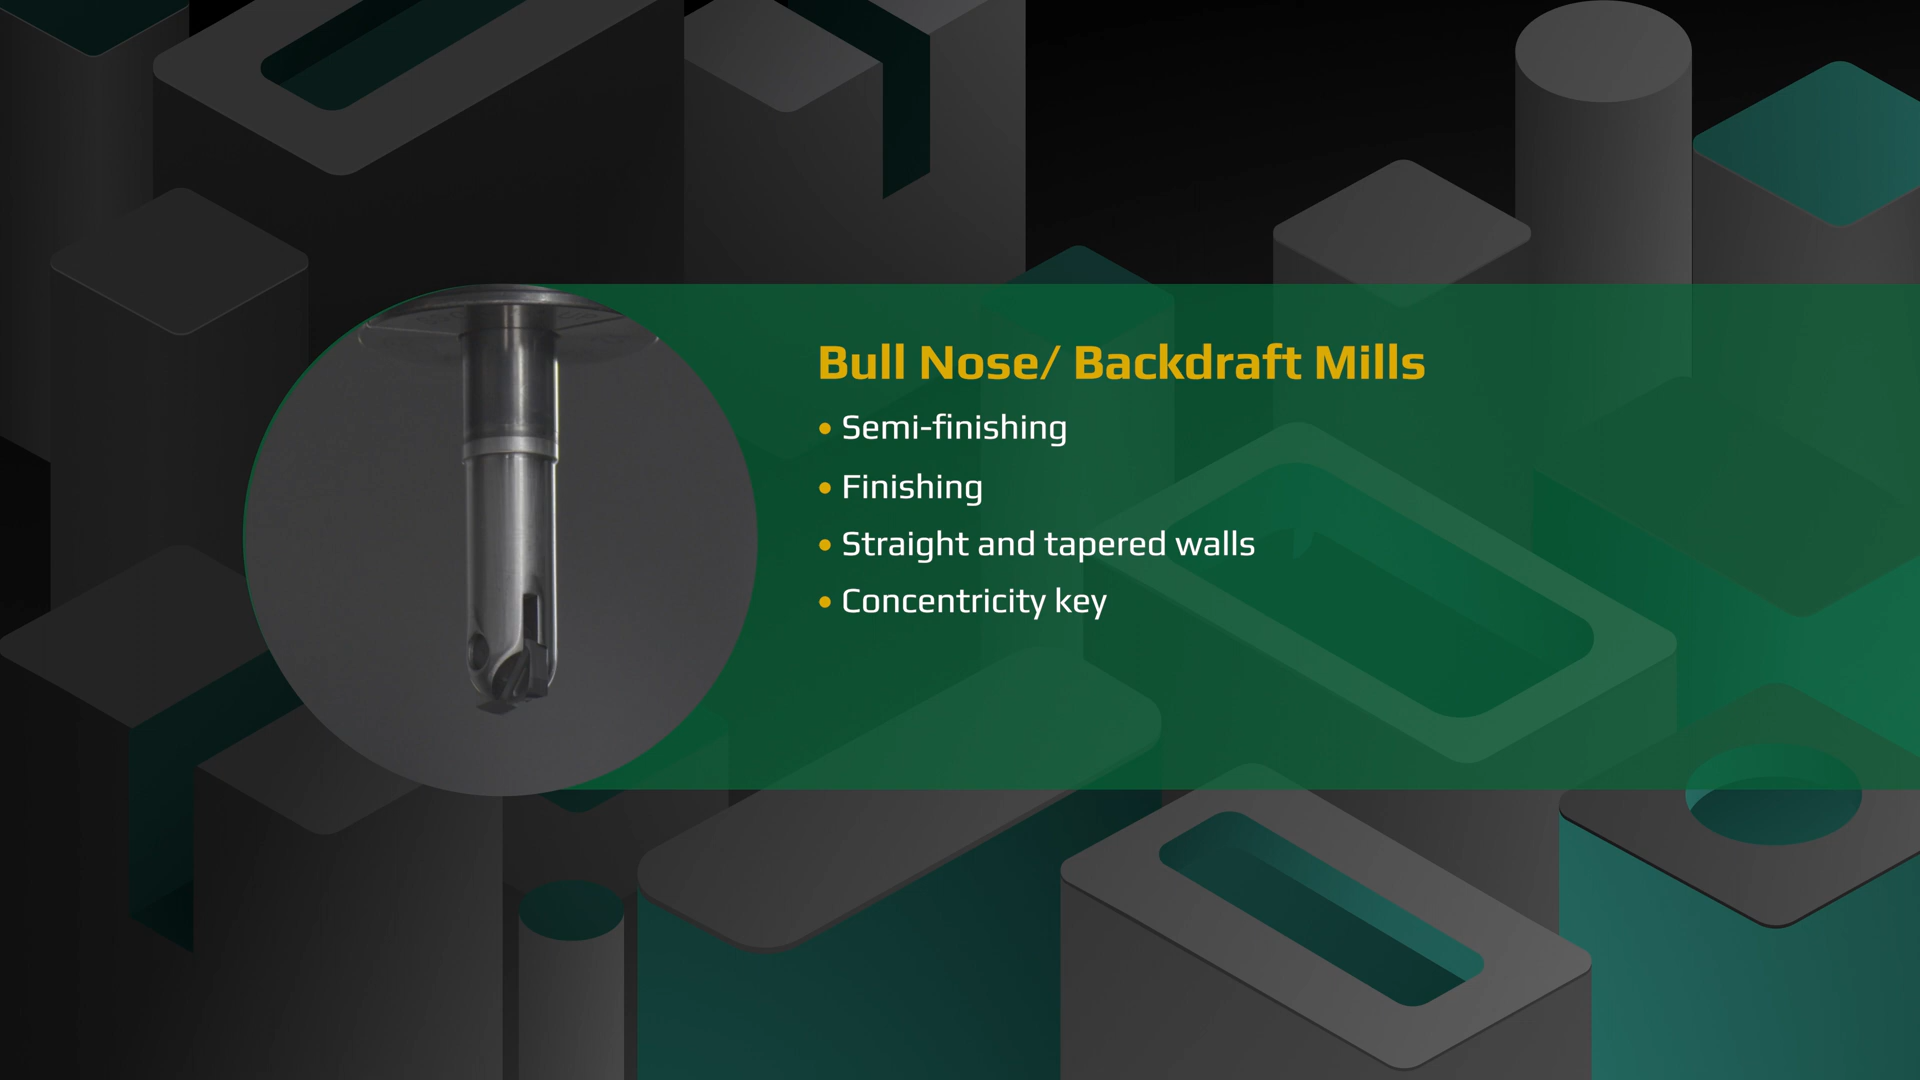 Bull Nose/ Backdraft Mills
• Semi-finishing
• Finishing
• Straight and tapered walls
• Concentricity key